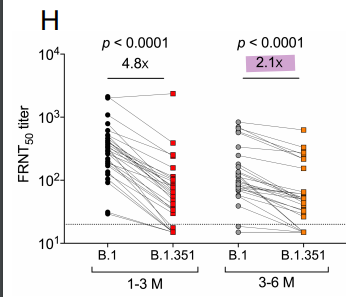 H
p < 0.0001 p < 0.0001
4.8x 2.1x
FRNT50 titer
10⁴
10³
10²
10¹
B.1 B.1.351 B.1 B.1.351
1-3 M 3-6 M